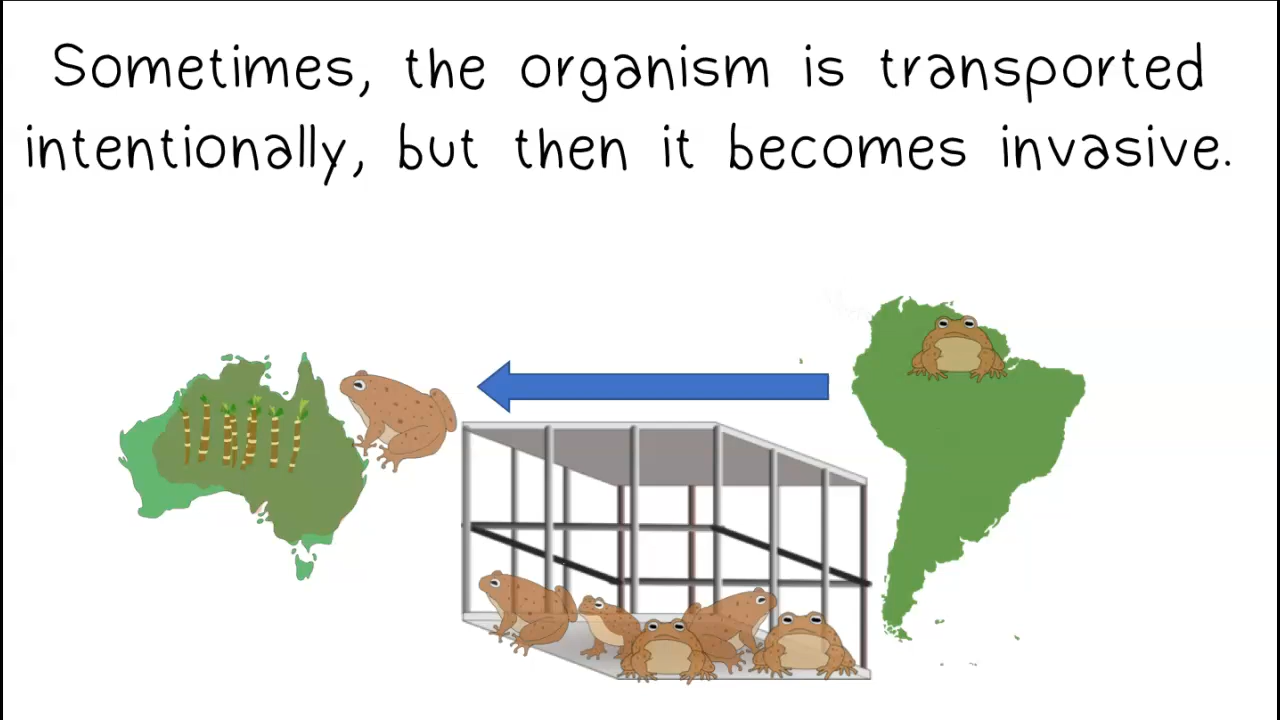 Sometimes, the organism is transported
intentionally, but then it becomes invasive.